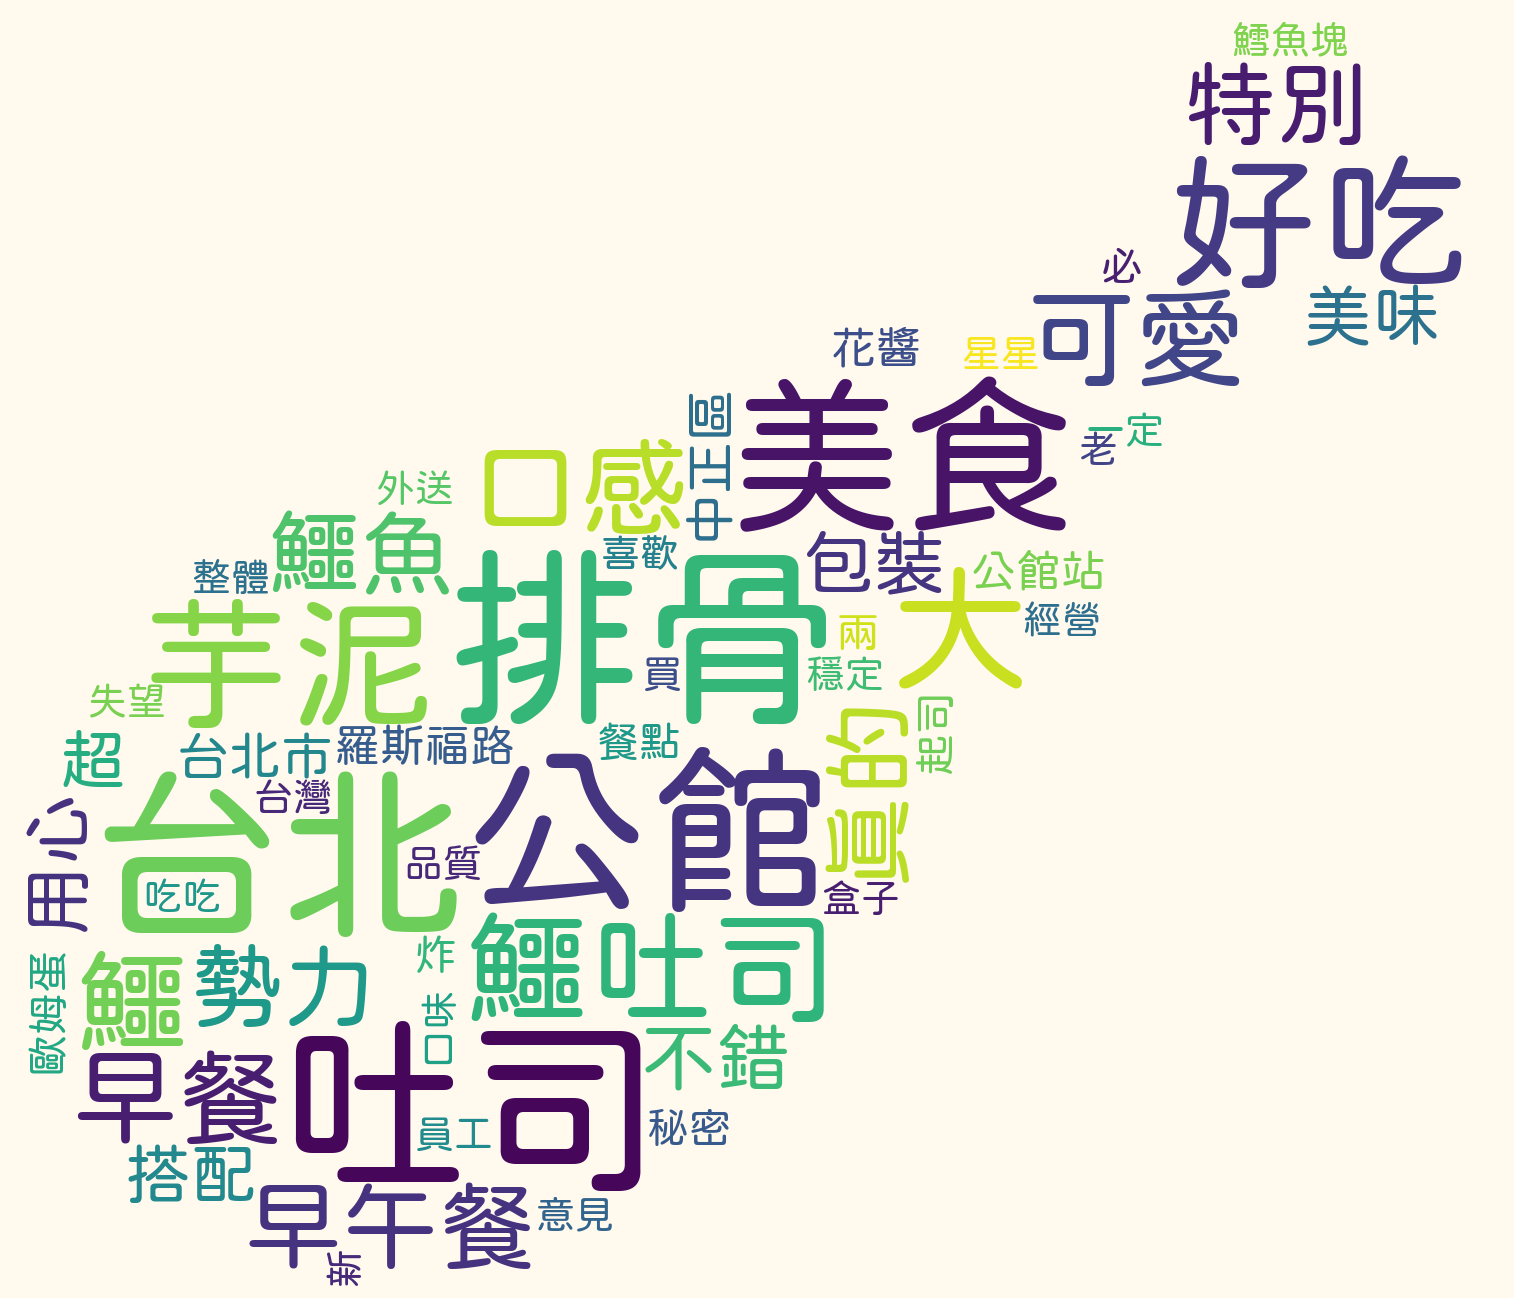 鱈魚塊
特別
好吃
必
可愛
美味
花醬
星星
美食
中正區
一定
老
口感
外送
鱷魚
喜歡
包裝
公館站
整體
排骨
大
經營
芋泥
兩
買
穩定
失望
真的
起司
超
台北市
羅斯福路
餐點
台灣
公館
台北
用心
品質
吃吃
盒子
鱷吐司
炸
勢力
鱷
歐姆蛋
口味
不錯
早餐
吐司
員工
秘密
搭配
早午餐
意見
新